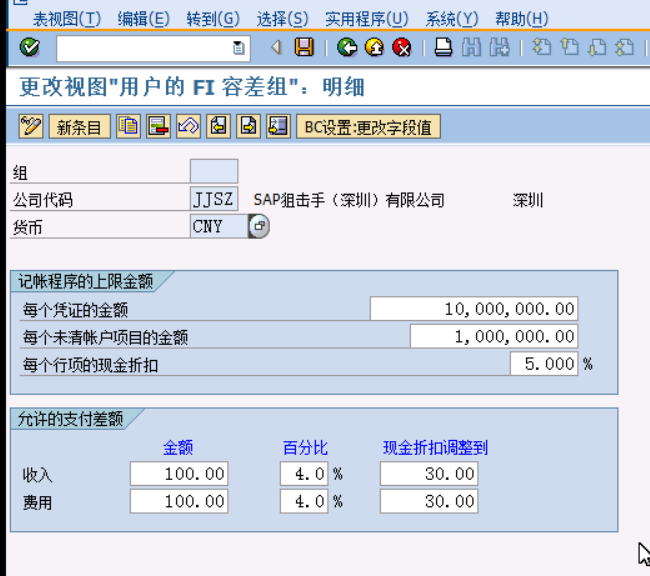 表视图(T) 编辑(E) 转到(G) 选择(S) 实用程序(U) 系统(Y) 帮助(H)
更改视图"用户的 FI 容差组": 明细
新条目 BC设置:更改字段值
组
公司代码 JJSZ SAP狙击手（深圳）有限公司 深圳
货币 CNY
记帐程序的上限金额
每个凭证的金额 10,000,000.00
每个未清帐户项目的金额 1,000,000.00
每个行项的现金折扣 5.000 %
允许的支付差额
金额 百分比 现金折扣调整到
收入 100.00 4.0 % 30.00
费用 100.00 4.0 % 30.00